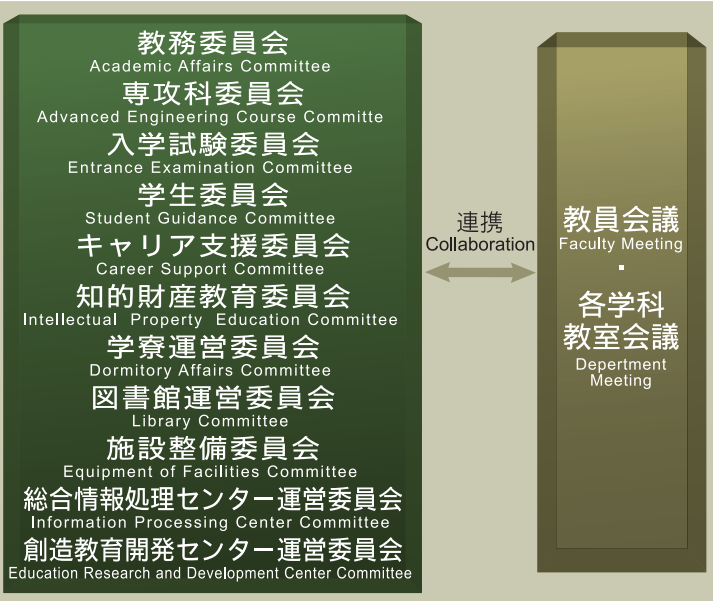 教務委員会
Academic Affairs Committee
専攻科委員会
Advanced Engineering Course Committe
入学試験委員会
Entrance Examination Committee
学生委員会
Student Guidance Committee
キャリア支援委員会
Career Support Committee
知的財産教育委員会
Intellectual Property Education Committee
学寮運営委員会
Dormitory Affairs Committee
図書館運営委員会
Library Committee
施設整備委員会
Equipment of Facilities Committee
総合情報処理センター運営委員会
Information Processing Center Committee
創造教育開発センター運営委員会
Education Research and Development Center Committee
連携
Collaboration
教員会議
Faculty Meeting
・
各学科
教室会議
Depertment
Meeting